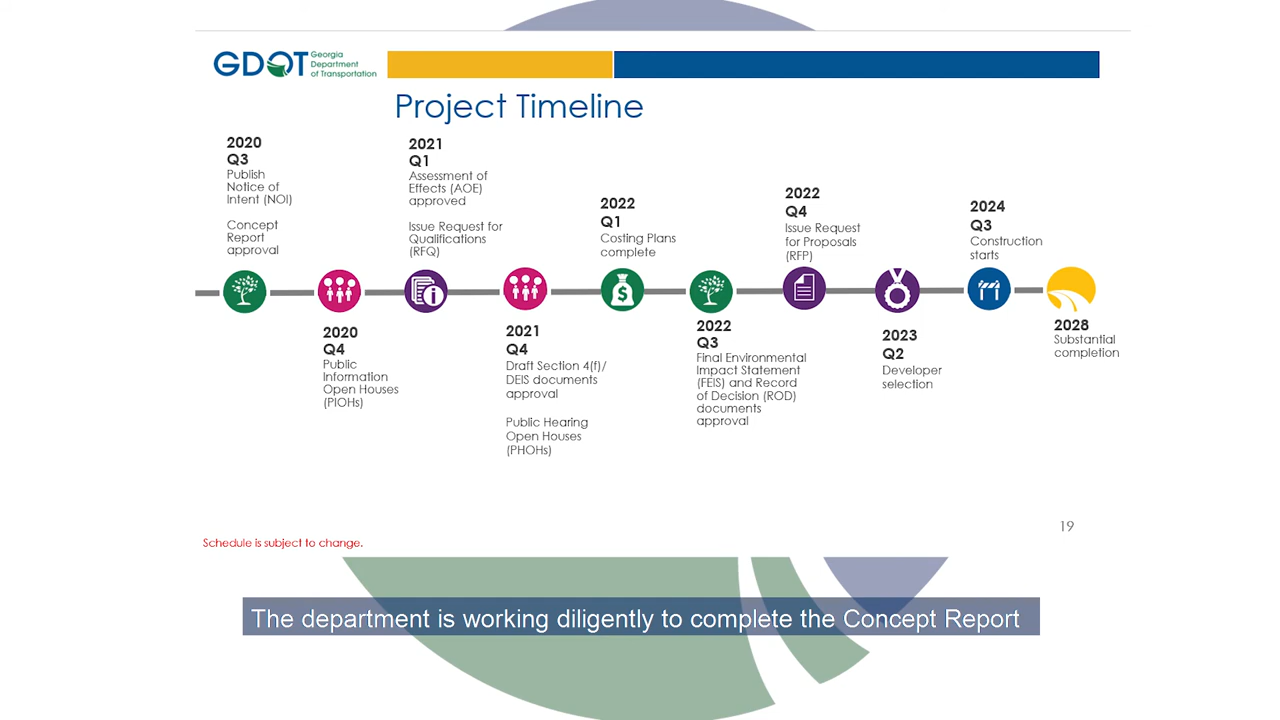 GDOT
Georgia
Department
of Transportation
Project Timeline
2020
Q3
Publish
Notice of
Intent (NOI)
Concept
Report
approval
2020
Q4
Public
Information
Open Houses
(PIOHs)
2021
Q1
Assessment of
Effects (AOE)
approved
Issue Request for
Qualifications
(RFQ)
2021
Q4
Draft Section 4(f)/
DEIS documents
approval
Public Hearing
Open Houses
(PHOHs)
2022
Q1
Costing Plans
complete
2022
Q3
Final Environmental
Impact Statement
(FEIS) and Record
of Decision (ROD)
documents
approval
2022
Q4
Issue Request
for Proposals
(RFP)
2023
Q2
Developer
selection
2024
Q3
Construction
starts
2028
Substantial
completion
19
Schedule is subject to change.
The department is working diligently to complete the Concept Report